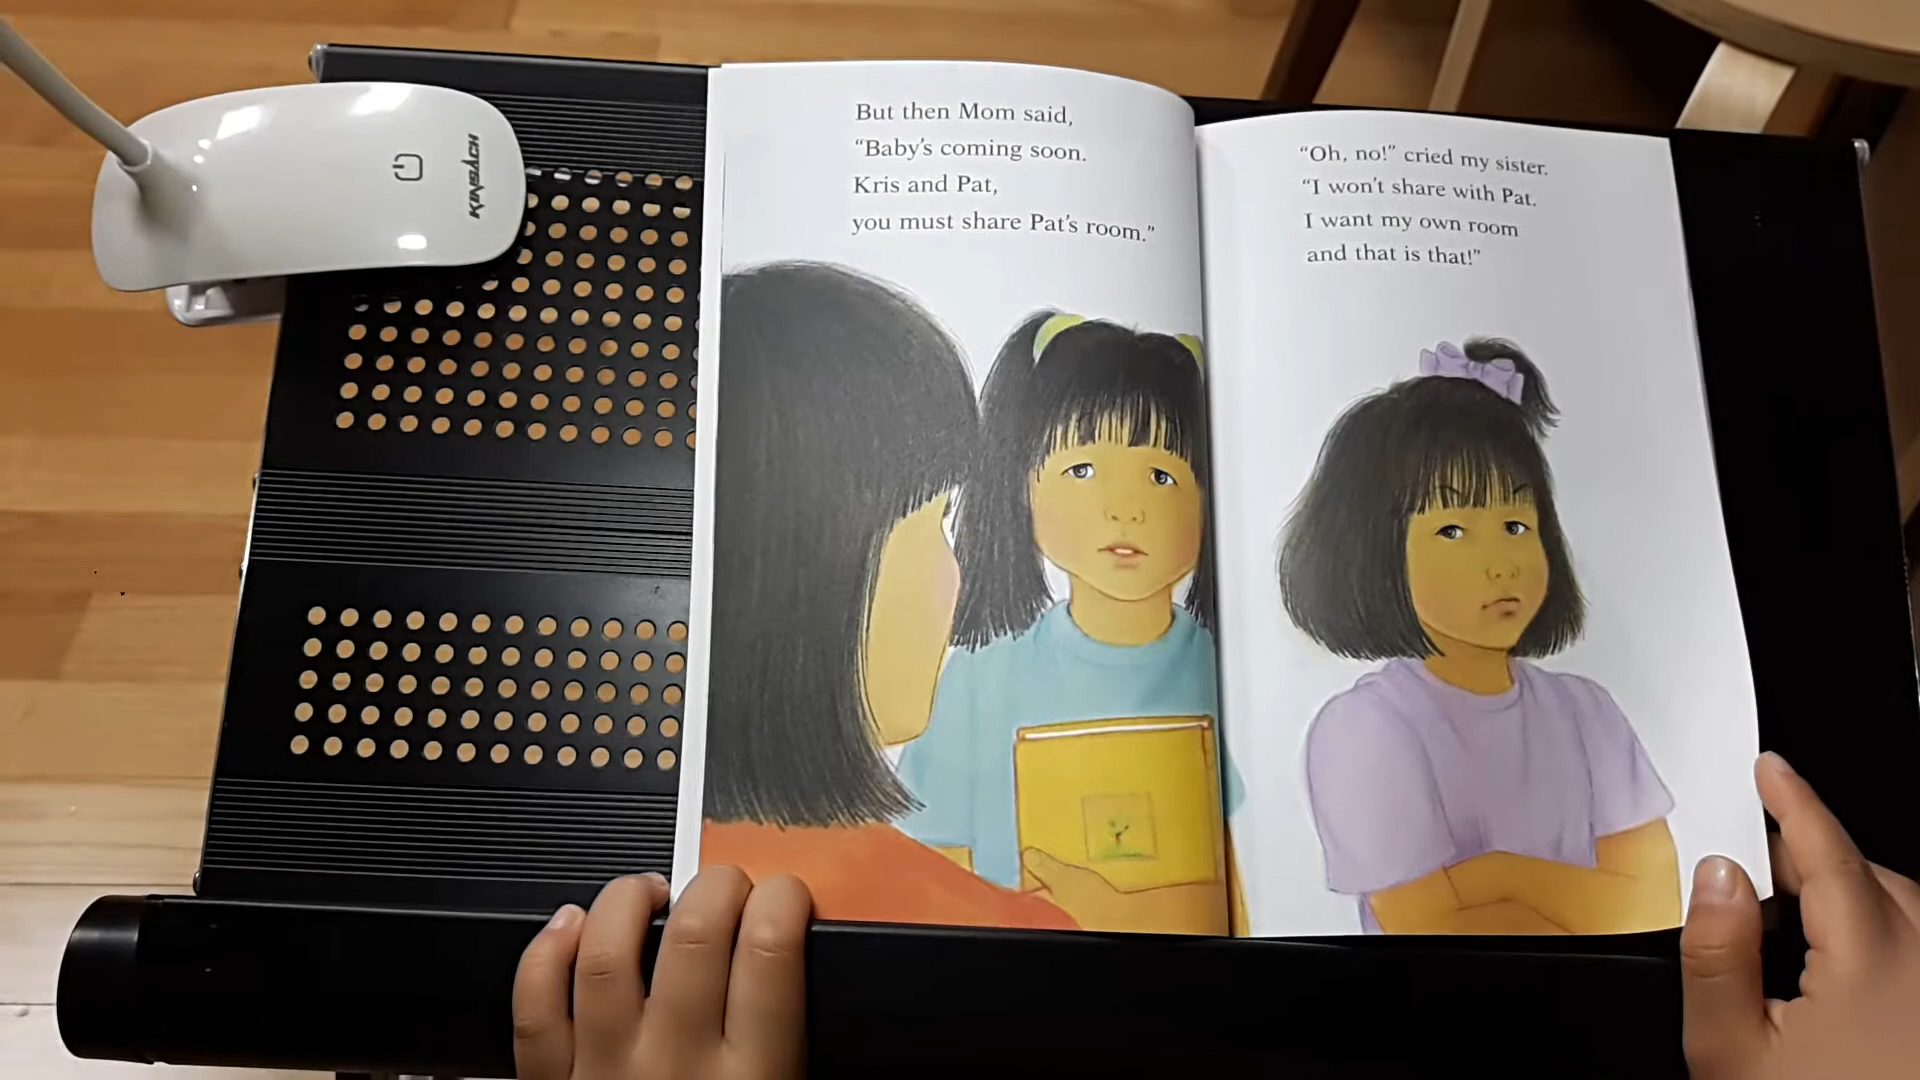 KINSACH
But then Mom said,
“Baby’s coming soon.
Kris and Pat,
you must share Pat’s room.”
“Oh, no!” cried my sister.
“I won’t share with Pat.
I want my own room
and that is that!”